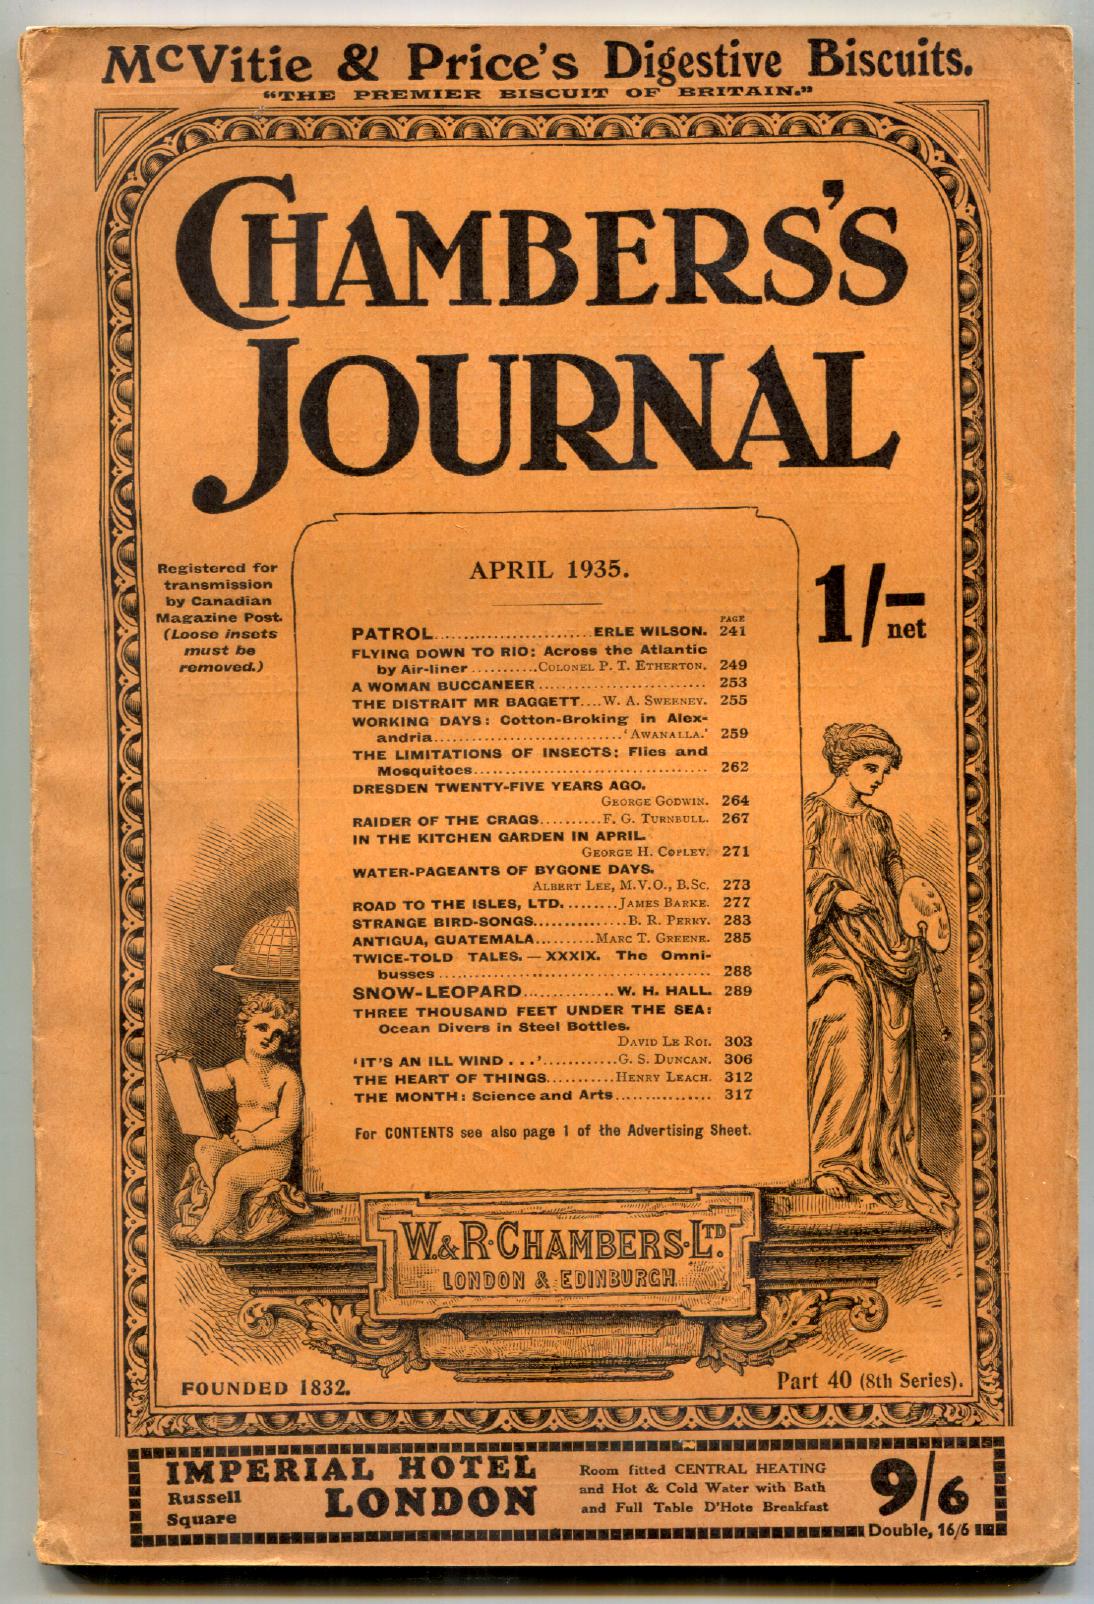 McVitie & Price's Digestive Biscuits.
"THE PREMIER BISCUIT OF BRITAIN."
CHAMBERS'S
JOURNAL
Registered for
transmission
by Canadian
Magazine Post.
(Loose insets
must be
removed.)
1/- net
APRIL 1935.
PAGE
PATROL..........................ERLE WILSON. 241
FLYING DOWN TO RIO: Across the Atlantic
by Air-liner..........COLONEL P. T. ETHERTON. 249
A WOMAN BUCCANEER.......................... 253
THE DISTRAIT MR BAGGETT....W. A. SWEENEY. 255
WORKING DAYS: Cotton-Broking in Alex-
andria..............................'AWANALLA.' 259
THE LIMITATIONS OF INSECTS: Flies and
Mosquitoes.................................... 262
DRESDEN TWENTY-FIVE YEARS AGO.
GEORGE GODWIN. 264
RAIDER OF THE CRAGS..........F. G. TURNBULL. 267
IN THE KITCHEN GARDEN IN APRIL.
GEORGE H. COPLEY. 271
WATER-PAGEANTS OF BYGONE DAYS.
ALBERT LEE, M.V.O., B.Sc. 273
ROAD TO THE ISLES, LTD.........JAMES BARKE. 277
STRANGE BIRD-SONGS..............B. R. PERRY. 283
ANTIGUA, GUATEMALA..........MARC T. GREENE. 285
TWICE-TOLD TALES.—XXXIX. The Omni-
busses......................................... 288
SNOW-LEOPARD..............W. H. HALL. 289
THREE THOUSAND FEET UNDER THE SEA:
Ocean Divers in Steel Bottles.
DAVID LE ROI. 303
'IT'S AN ILL WIND . . .'............G. S. DUNCAN. 306
THE HEART OF THINGS...........HENRY LEACH. 312
THE MONTH: Science and Arts............... 317
For CONTENTS see also page 1 of the Advertising Sheet.
W. & R. CHAMBERS. LTD.
LONDON & EDINBURGH
FOUNDED 1832.
Part 40 (8th Series).
IMPERIAL HOTEL
Russell
Square
LONDON
Room fitted CENTRAL HEATING
and Hot & Cold Water with Bath
and Full Table D'Hote Breakfast
9/6
Double, 16/6